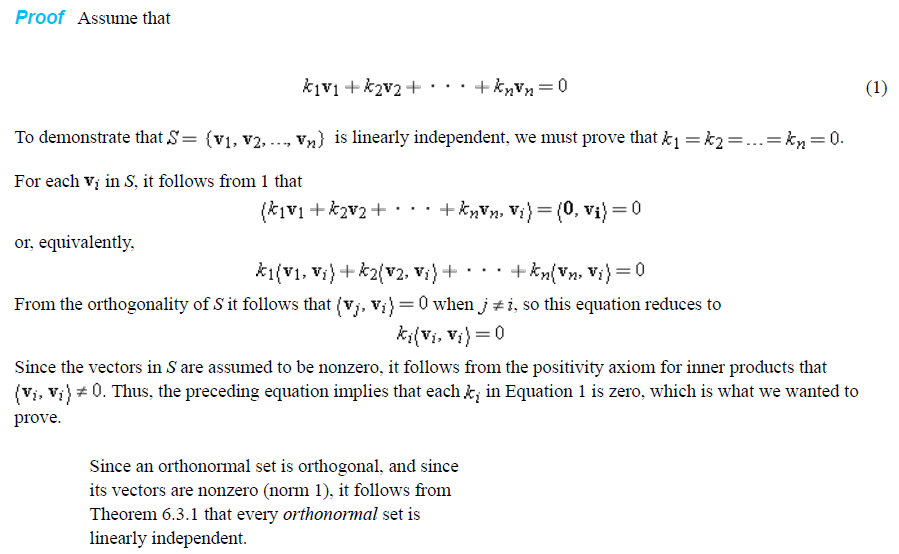 Proof Assume that
k₁v₁ + k₂v₂ + · · · + kₙvₙ = 0 (1)
To demonstrate that S = {v₁, v₂, ..., vₙ} is linearly independent, we must prove that k₁ = k₂ = ... = kₙ = 0.
For each vᵢ in S, it follows from 1 that
⟨k₁v₁ + k₂v₂ + · · · + kₙvₙ, vᵢ⟩ = ⟨0, vᵢ⟩ = 0
or, equivalently,
k₁⟨v₁, vᵢ⟩ + k₂⟨v₂, vᵢ⟩ + · · · + kₙ⟨vₙ, vᵢ⟩ = 0
From the orthogonality of S it follows that ⟨vⱼ, vᵢ⟩ = 0 when j ≠ i, so this equation reduces to
kᵢ⟨vᵢ, vᵢ⟩ = 0
Since the vectors in S are assumed to be nonzero, it follows from the positivity axiom for inner products that
⟨vᵢ, vᵢ⟩ ≠ 0. Thus, the preceding equation implies that each kᵢ in Equation 1 is zero, which is what we wanted to
prove.
Since an orthonormal set is orthogonal, and since
its vectors are nonzero (norm 1), it follows from
Theorem 6.3.1 that every orthonormal set is
linearly independent.